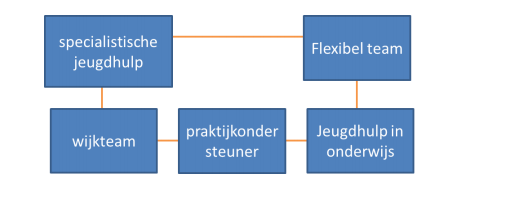 specialistische
jeugdhulp
Flexibel team
wijkteam
praktijkonder
steuner
Jeugdhulp in
onderwijs